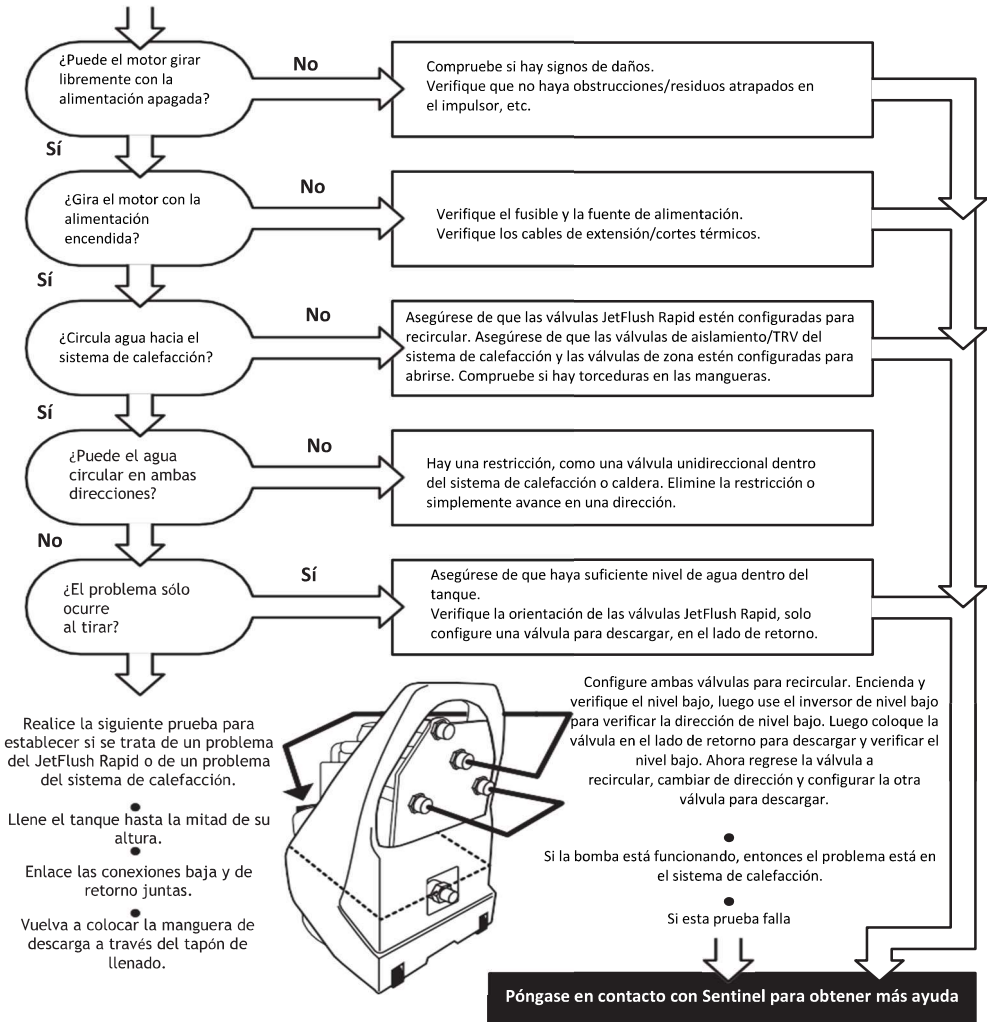 ¿Puede el motor girar
libremente con la
alimentación apagada?
No
Compruebe si hay signos de daños.
Verifique que no haya obstrucciones/residuos atrapados en
el impulsor, etc.
Sí
¿Gira el motor con la
alimentación
encendida?
No
Verifique el fusible y la fuente de alimentación.
Verifique los cables de extensión/cortes térmicos.
Sí
¿Circula agua hacia el
sistema de calefacción?
No
Asegúrese de que las válvulas JetFlush Rapid estén configuradas para
recircular. Asegúrese de que las válvulas de aislamiento/TRV del
sistema de calefacción y las válvulas de zona estén configuradas para
abrirse. Compruebe si hay torceduras en las mangueras.
Sí
¿Puede el agua
circular en ambas
direcciones?
No
Hay una restricción, como una válvula unidireccional dentro
del sistema de calefacción o caldera. Elimine la restricción o
simplemente avance en una dirección.
No
¿El problema sólo
ocurre
al tirar?
Sí
Asegúrese de que haya suficiente nivel de agua dentro del
tanque.
Verifique la orientación de las válvulas JetFlush Rapid, solo
configure una válvula para descargar, en el lado de retorno.
Realice la siguiente prueba para
establecer si se trata de un problema
del JetFlush Rapid o de un problema
del sistema de calefacción.
Llene el tanque hasta la mitad de su
altura.
Enlace las conexiones baja y de
retorno juntas.
Vuelva a colocar la manguera de
descarga a través del tapón de
llenado.
Configure ambas válvulas para recircular. Encienda y
verifique el nivel bajo, luego use el inversor de nivel bajo
para verificar la dirección de nivel bajo. Luego coloque la
válvula en el lado de retorno para descargar y verificar el
nivel bajo. Ahora regrese la válvula a
recircular, cambiar de dirección y configurar la otra
válvula para descargar.
Si la bomba está funcionando, entonces el problema está en
el sistema de calefacción.
Si esta prueba falla
Póngase en contacto con Sentinel para obtener más ayuda